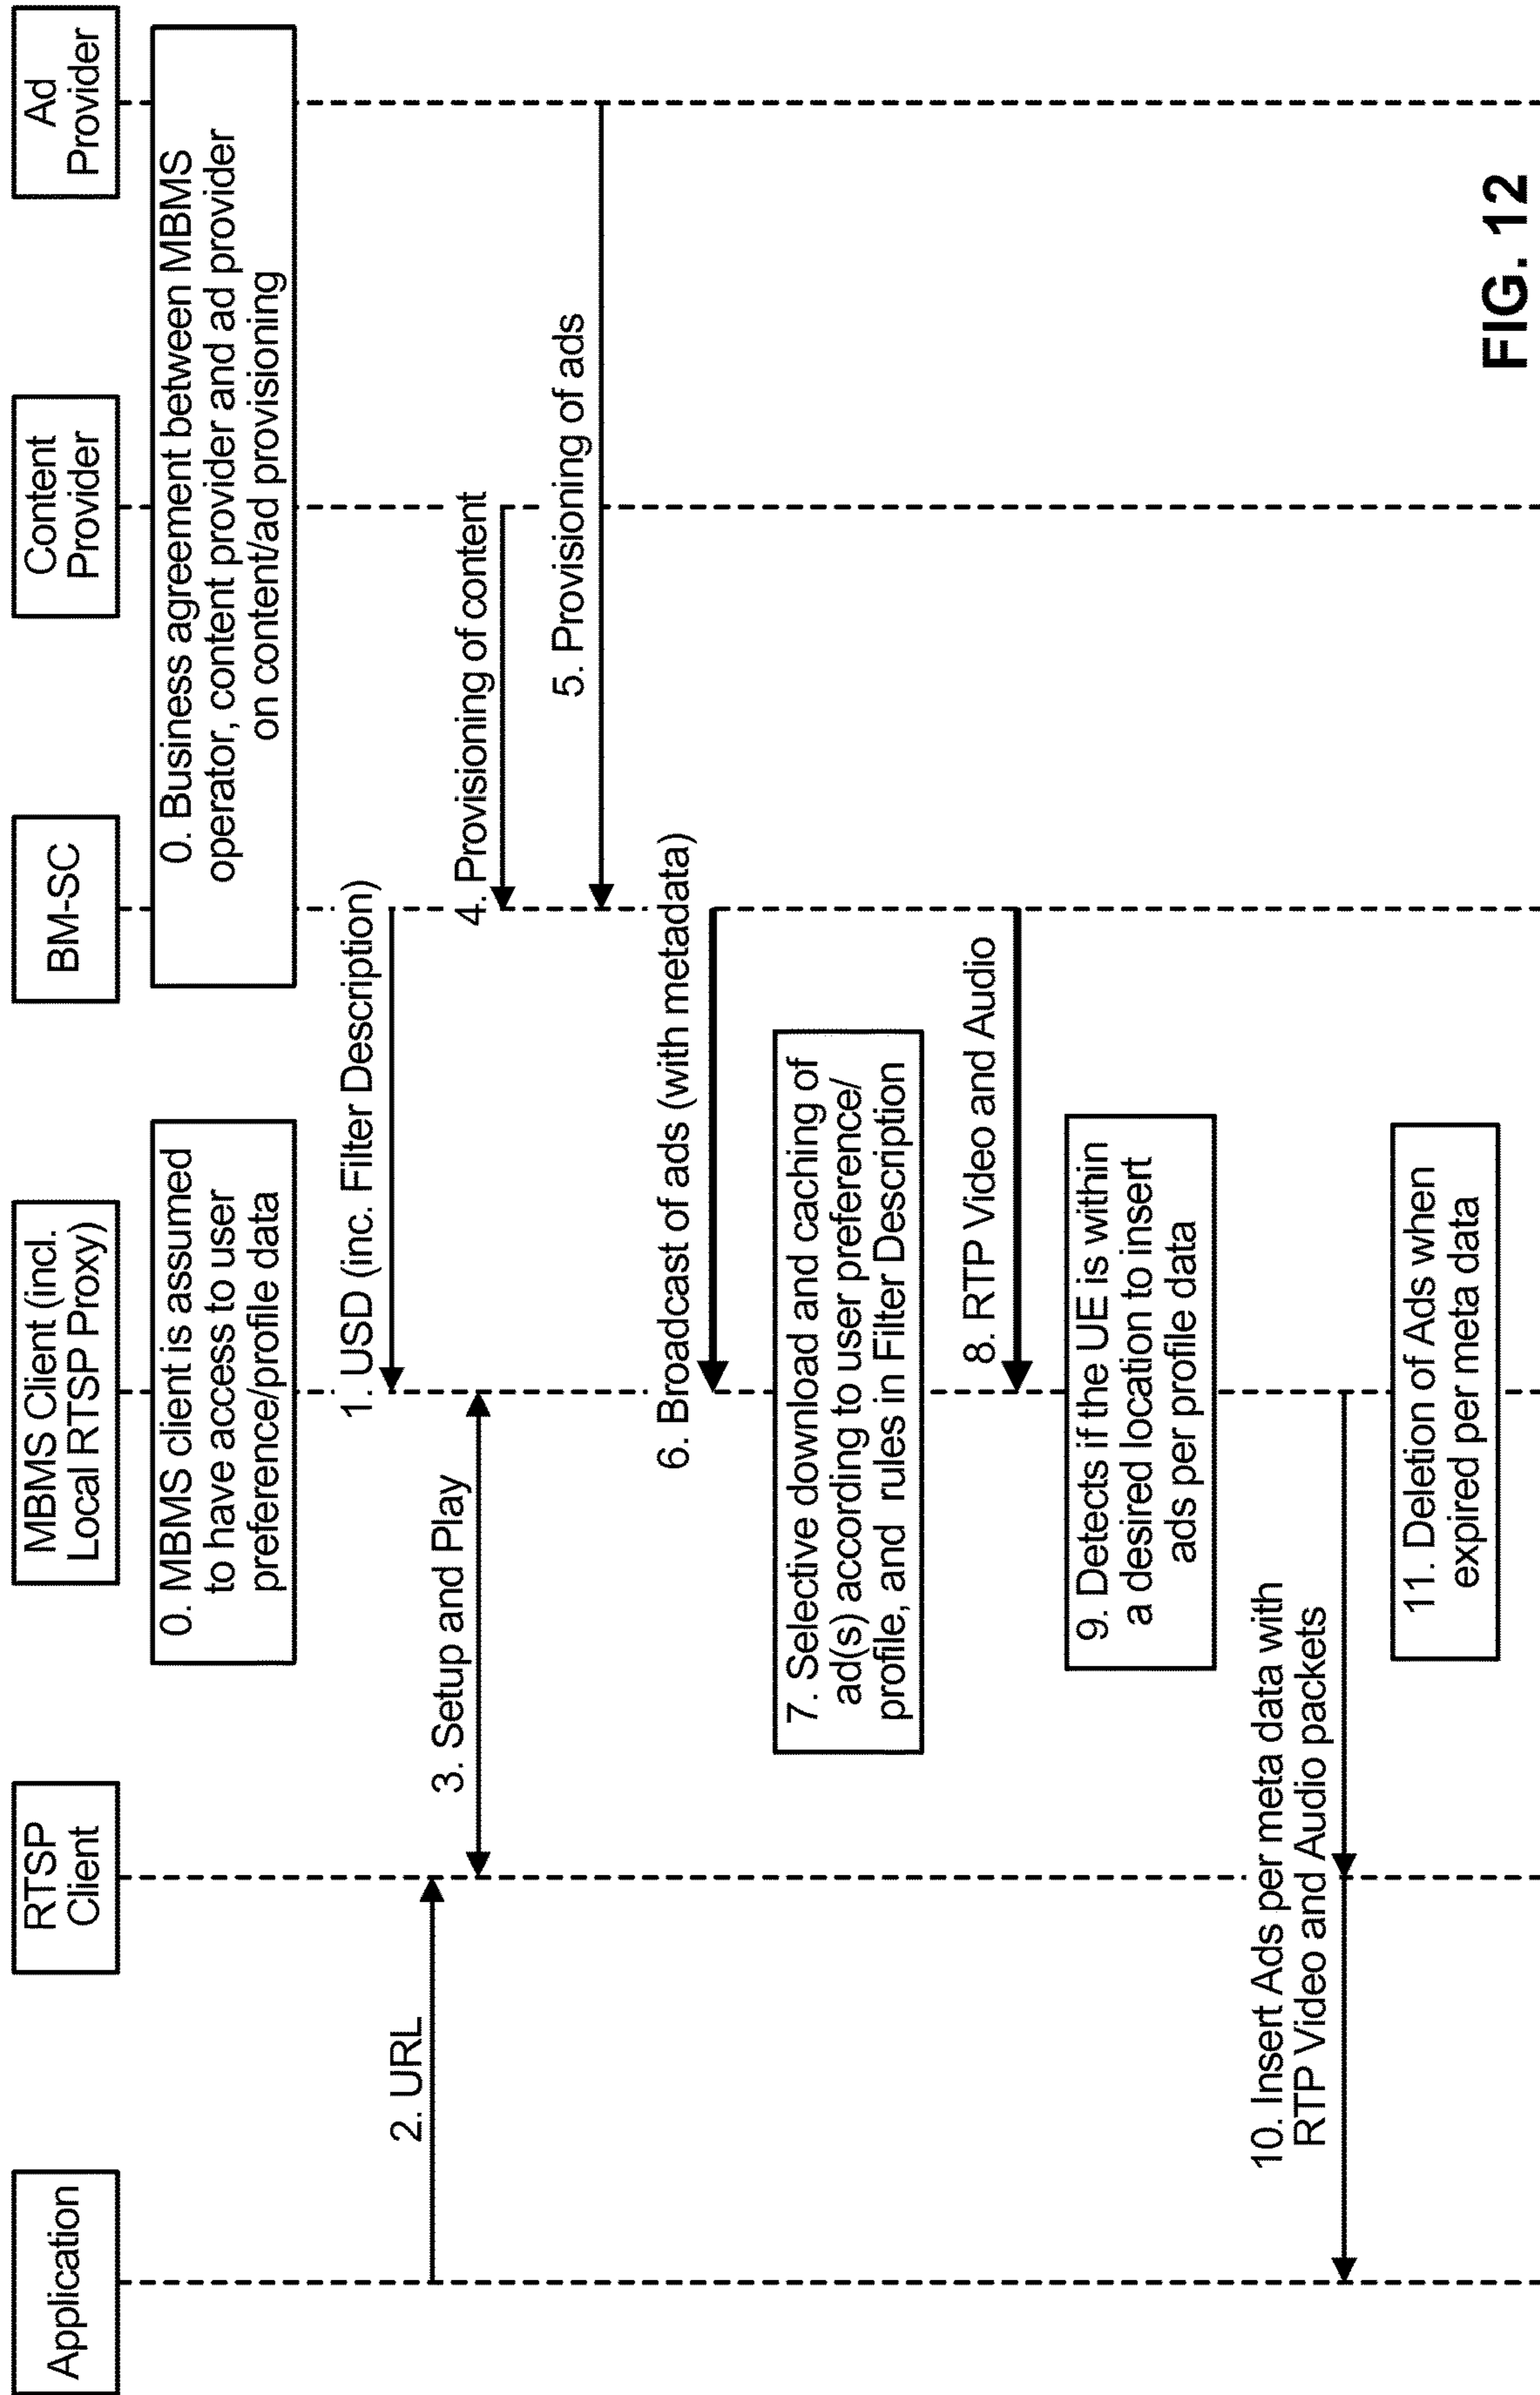 Application
RTSP
Client
MBMS Client (incl.
Local RTSP Proxy)
BM-SC
Content
Provider
Ad
Provider
0. MBMS client is assumed
to have access to user
preference/profile data
0. Business agreement between MBMS
operator, content provider and ad provider
on content/ad provisioning
1. USD (inc. Filter Description)
2. URL
3. Setup and Play
4. Provisioning of content
5. Provisioning of ads
6. Broadcast of ads (with metadata)
7. Selective download and caching of
ad(s) according to user preference/
profile, and rules in Filter Description
8. RTP Video and Audio
9. Detects if the UE is within
a desired location to insert
ads per profile data
10. Insert Ads per meta data with
RTP Video and Audio packets
11. Deletion of Ads when
expired per meta data
FIG. 12